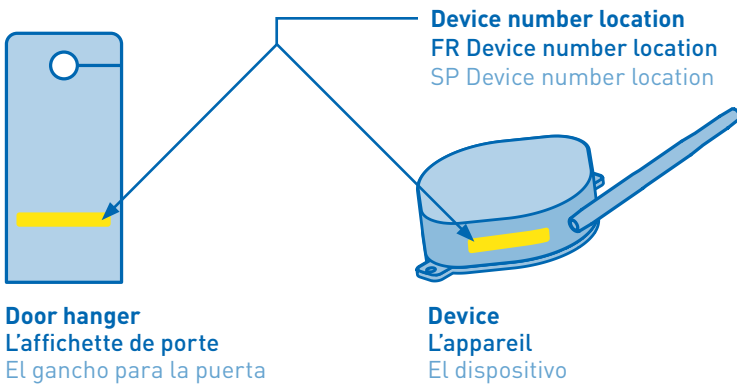 Device number location
FR Device number location
SP Device number location
Door hanger
L’affichette de porte
El gancho para la puerta
Device
L’appareil
El dispositivo